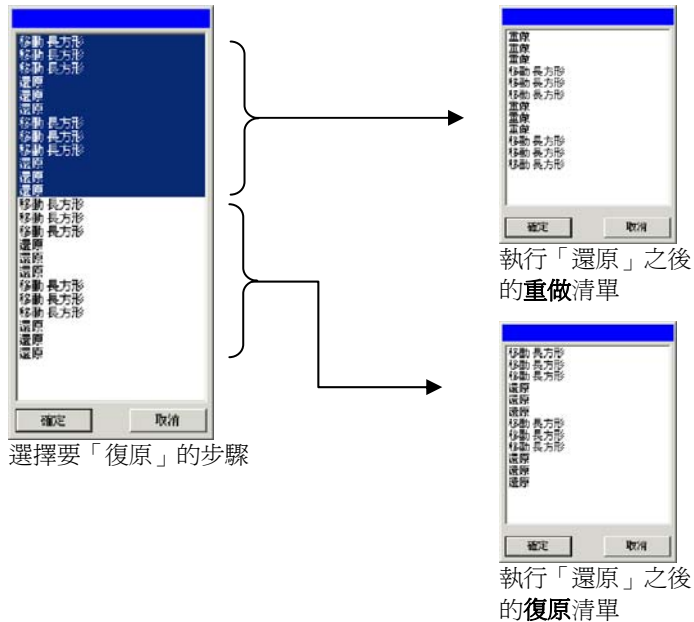 移動 長方形
移動 長方形
移動 長方形
還原
還原
還原
移動 長方形
移動 長方形
移動 長方形
還原
還原
還原
移動 長方形
移動 長方形
移動 長方形
還原
還原
還原
移動 長方形
移動 長方形
移動 長方形
還原
還原
還原
確定
取消
選擇要「復原」的步驟
重做
重做
重做
移動 長方形
移動 長方形
移動 長方形
重做
重做
重做
移動 長方形
移動 長方形
移動 長方形
確定
取消
執行「還原」之後
的重做清單
移動 長方形
移動 長方形
移動 長方形
還原
還原
還原
移動 長方形
移動 長方形
移動 長方形
還原
還原
還原
確定
取消
執行「還原」之後
的復原清單